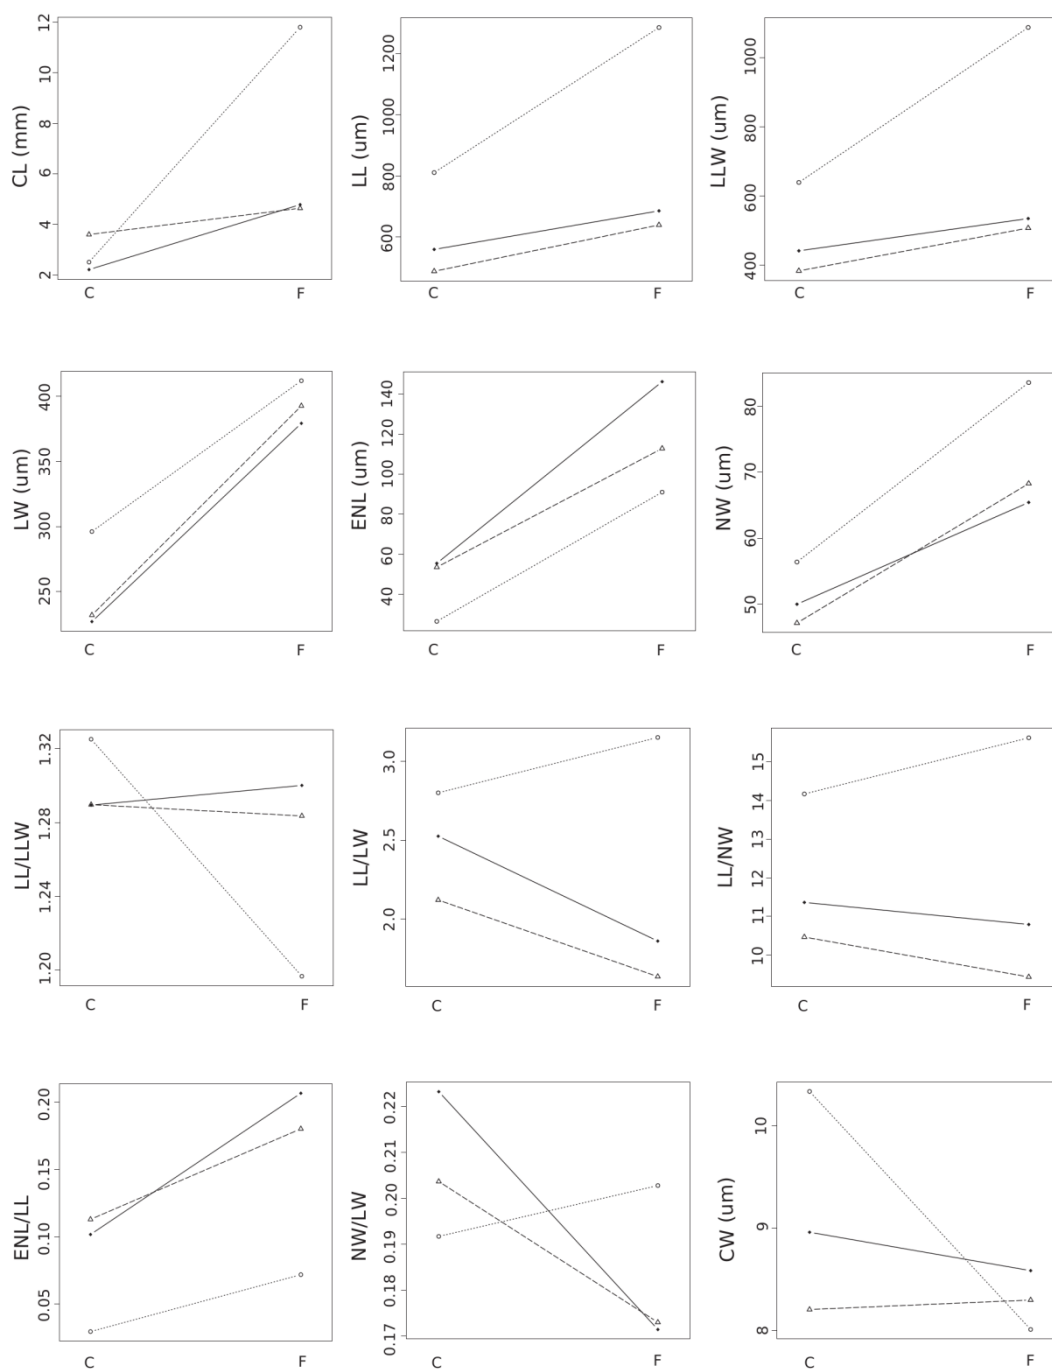 CL (mm)
2 4 6 8 10 12
C F
LL (um)
600 800 1000 1200
C F
LLW (um)
400 600 800 1000
C F
LW (um)
250 300 350 400
C F
ENL (um)
40 60 80 100 120 140
C F
NW (um)
50 60 70 80
C F
LL/LLW
1.20 1.24 1.28 1.32
C F
LL/LW
2.0 2.5 3.0
C F
LL/NW
10 11 12 13 14 15
C F
ENL/LL
0.05 0.10 0.15 0.20
C F
NW/LW
0.17 0.18 0.19 0.20 0.21 0.22
C F
CW (um)
8 9 10
C F